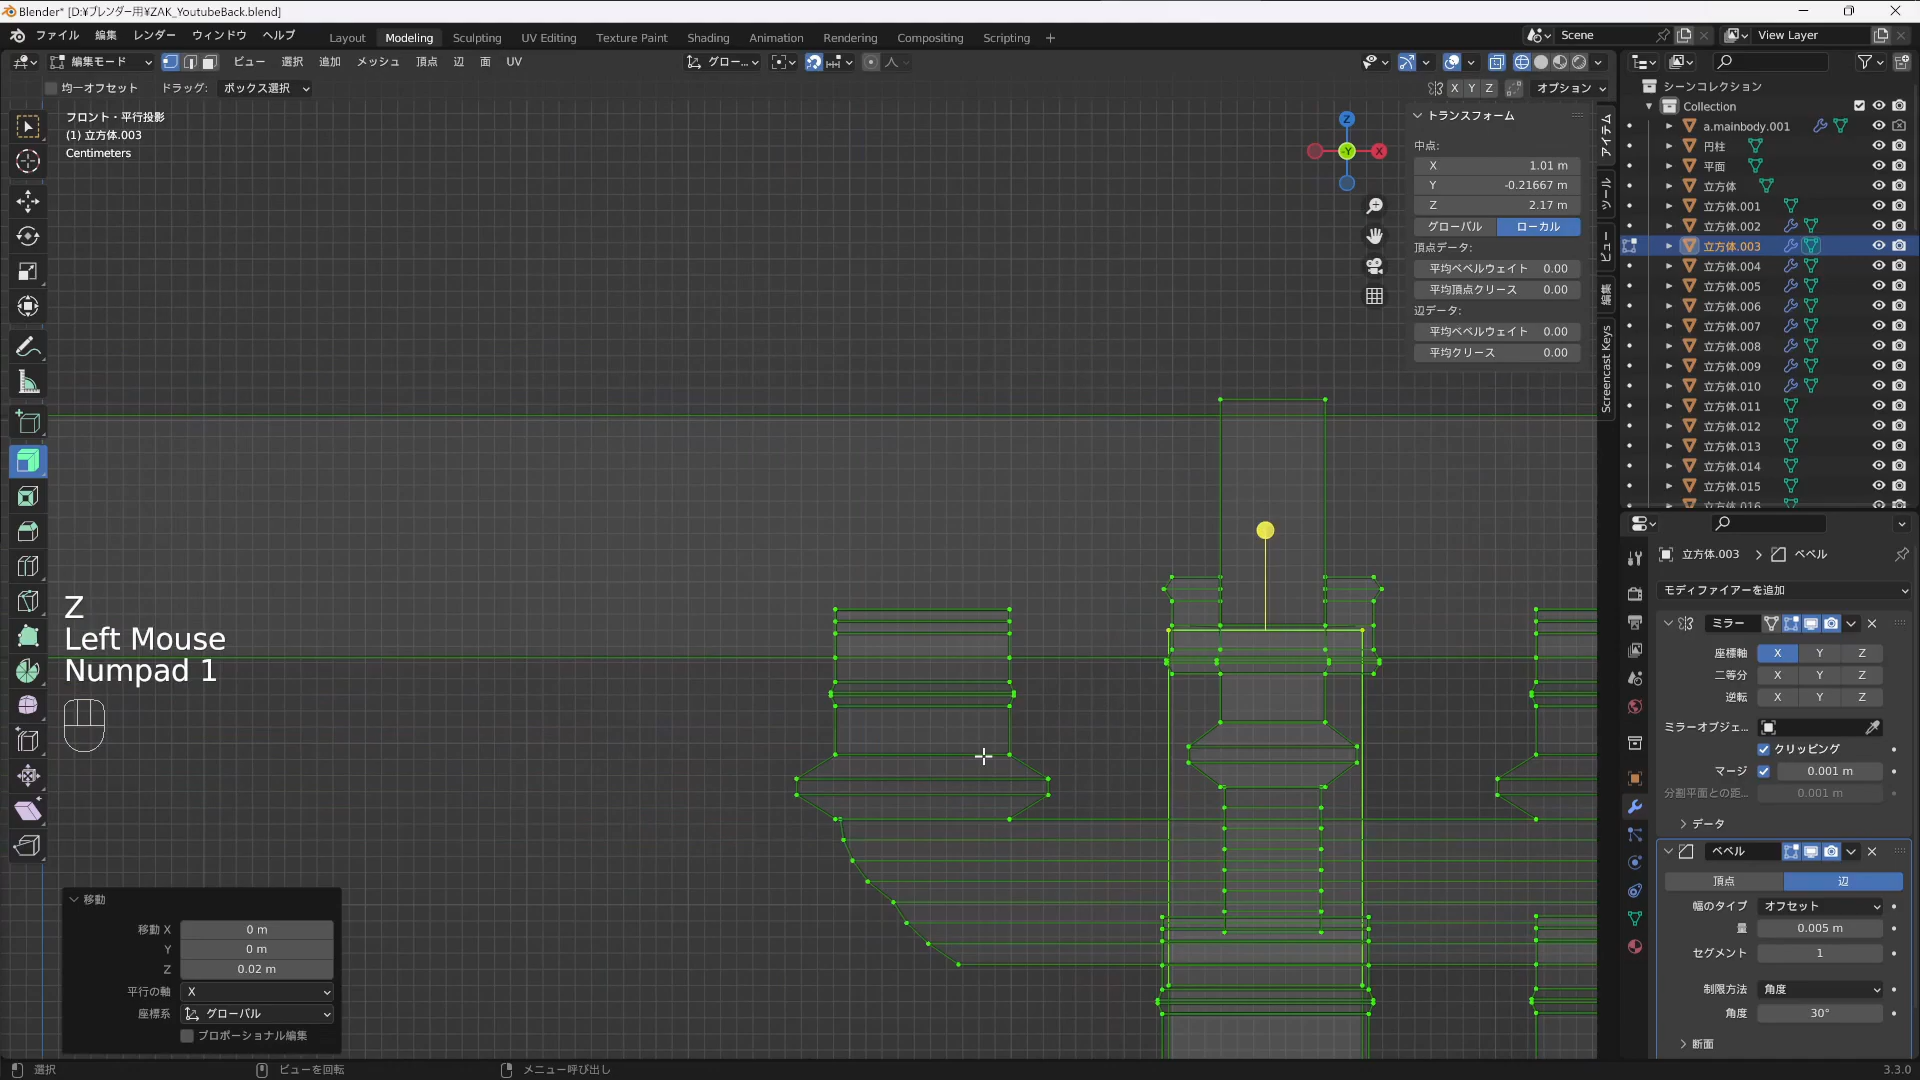 Blender* [D:¥ブレンダー用¥ZAK_YoutubeBack.blend]
ファイル 編集 レンダー ウィンドウ ヘルプ Layout Modeling Sculpting UV Editing Texture Paint Shading Animation Rendering Compositing Scripting + Scene View Layer
編集モード ビュー 選択 追加 メッシュ 頂点 辺 面 UV グロー...
均一オフセット ドラッグ: ボックス選択 X Y Z オプション
フロント・平行投影
(1) 立方体.003
Centimeters
Z
Left Mouse
Numpad 1
移動
移動 X 0 m
Y 0 m
Z 0.02 m
平行の軸 X
座標系 グローバル
プロポーショナル編集
Z
X
-Y
トランスフォーム
中点:
X 1.01 m
Y -0.21667 m
Z 2.17 m
グローバル ローカル
頂点データ:
平均ベベルウェイト 0.00
平均頂点クリース 0.00
辺データ:
平均ベベルウェイト 0.00
平均クリース 0.00
アイテム
ツール
ビュー
編集
Screencast Keys
シーンコレクション
Collection
a.mainbody.001
円柱
平面
立方体
立方体.001
立方体.002
立方体.003
立方体.004
立方体.005
立方体.006
立方体.007
立方体.008
立方体.009
立方体.010
立方体.011
立方体.012
立方体.013
立方体.014
立方体.015
立方体.016
立方体.003 > ベベル
モディファイアーを追加
ミラー
座標軸 X Y Z
二等分 X Y Z
逆転 X Y Z
ミラーオブジェ...
クリッピング
マージ 0.001 m
分割平面との距... 0.001 m
データ
ベベル
頂点 辺
幅のタイプ オフセット
量 0.005 m
セグメント 1
制限方法 角度
角度 30°
断面
選択 ビューを回転 メニュー呼び出し 3.3.0